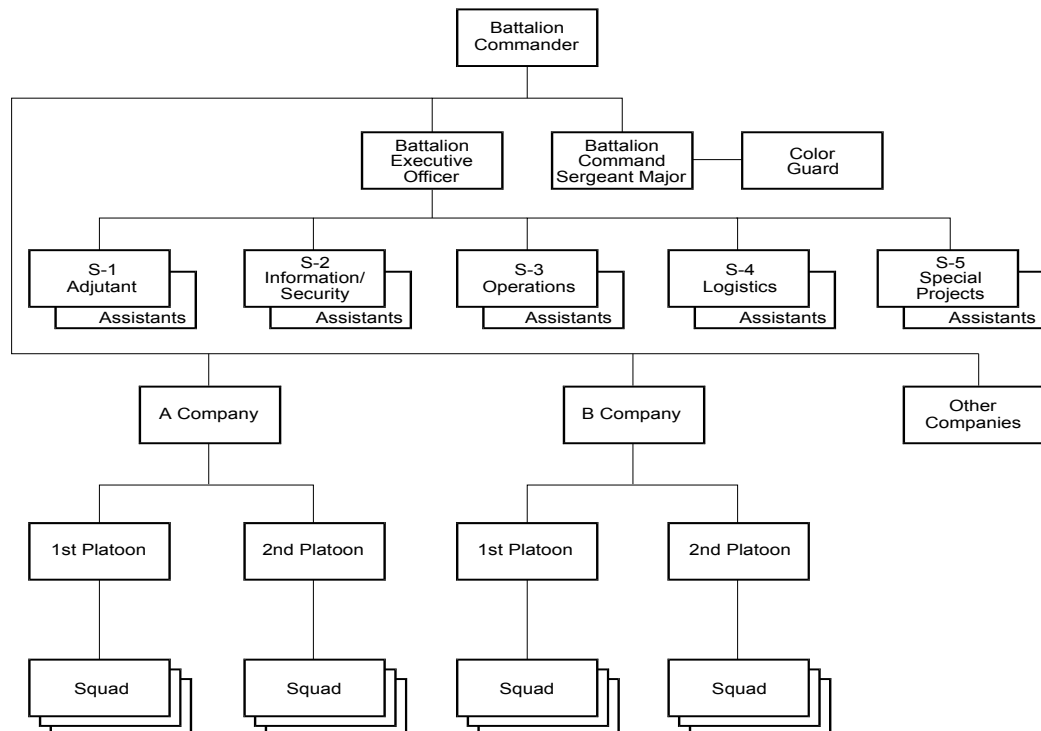 Battalion
Commander
Battalion
Executive
Officer
Battalion
Command
Sergeant Major
Color
Guard
S-1
Adjutant
Assistants
S-2
Information/
Security
Assistants
S-3
Operations
Assistants
S-4
Logistics
Assistants
S-5
Special
Projects
Assistants
A Company
B Company
Other
Companies
1st Platoon
2nd Platoon
1st Platoon
2nd Platoon
Squad
Squad
Squad
Squad